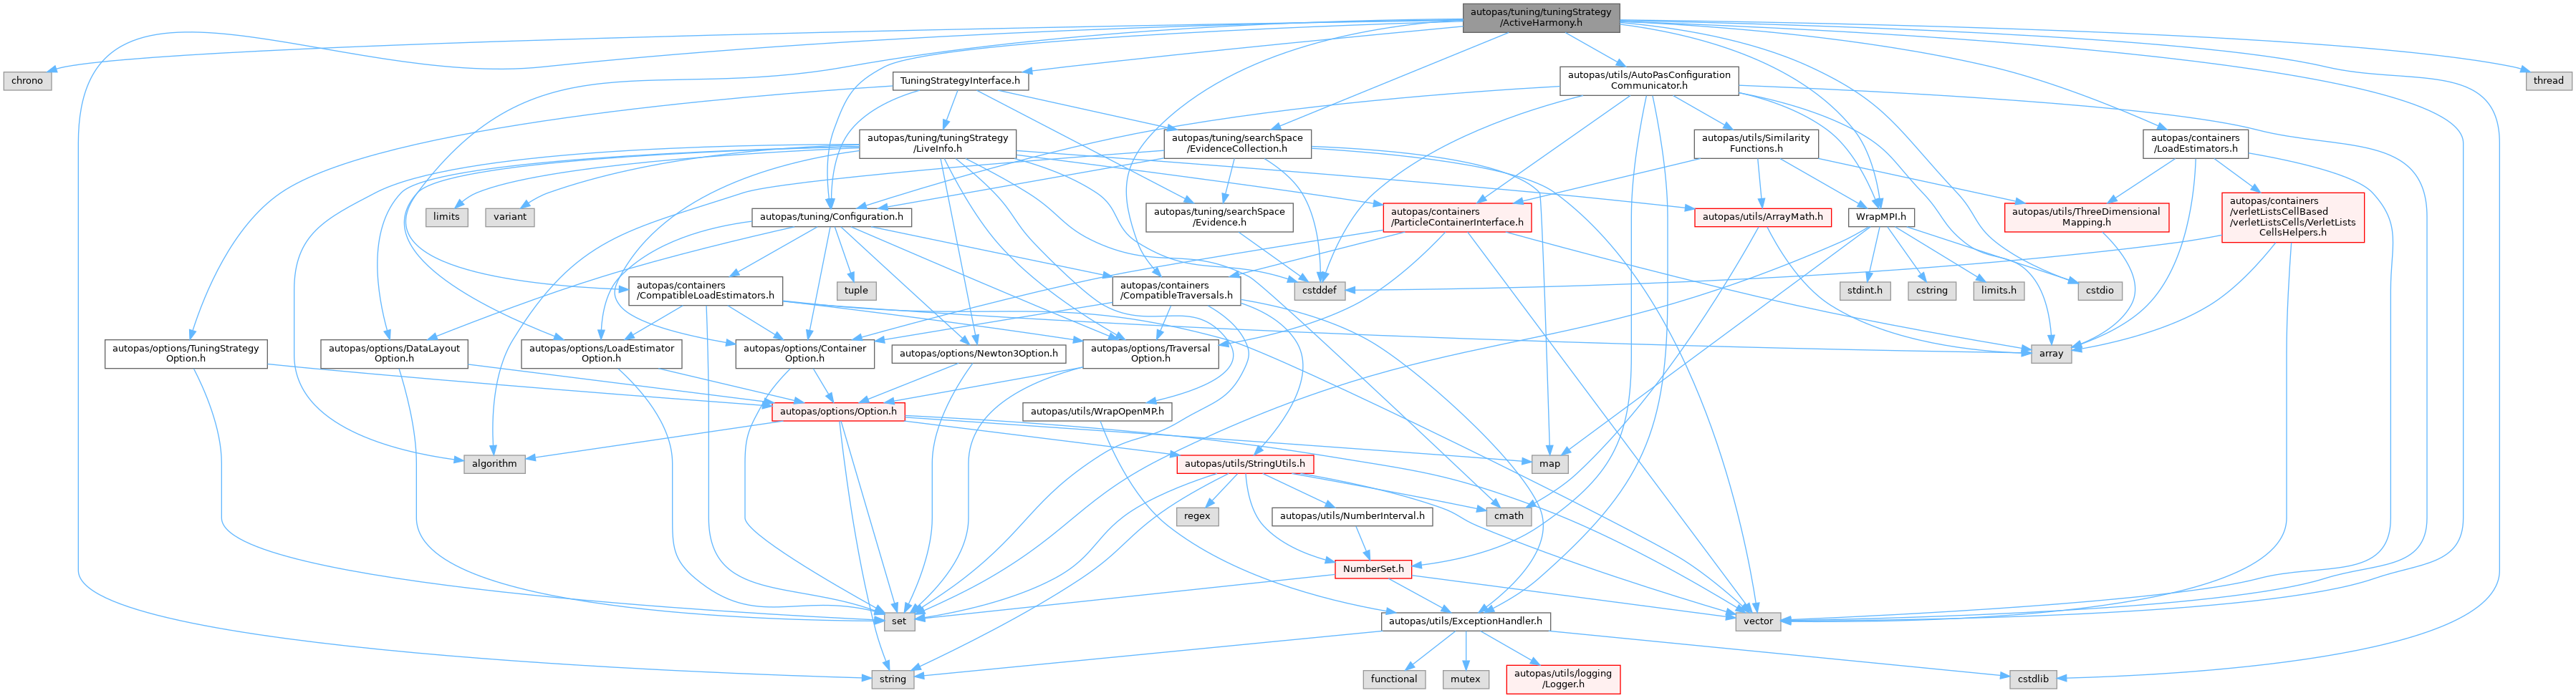 autopas/tuning/tuningStrategy
/ActiveHarmony.h
chrono
TuningStrategyInterface.h
autopas/utils/AutoPasConfiguration
Communicator.h
thread
autopas/tuning/tuningStrategy
/LiveInfo.h
autopas/tuning/searchSpace
/EvidenceCollection.h
autopas/utils/Similarity
Functions.h
autopas/containers
/LoadEstimators.h
limits
variant
autopas/tuning/Configuration.h
autopas/tuning/searchSpace
/Evidence.h
autopas/containers
/ParticleContainerInterface.h
autopas/utils/ArrayMath.h
WrapMPI.h
autopas/utils/ThreeDimensional
Mapping.h
autopas/containers
/verletListsCellBased
/verletListsCells/VerletLists
CellsHelpers.h
autopas/containers
/CompatibleLoadEstimators.h
tuple
autopas/containers
/CompatibleTraversals.h
cstddef
stdint.h
cstring
limits.h
cstdio
autopas/options/TuningStrategy
Option.h
autopas/options/DataLayout
Option.h
autopas/options/LoadEstimator
Option.h
autopas/options/Container
Option.h
autopas/options/Newton3Option.h
autopas/options/Traversal
Option.h
array
autopas/options/Option.h
autopas/utils/WrapOpenMP.h
algorithm
autopas/utils/StringUtils.h
map
regex
autopas/utils/NumberInterval.h
cmath
NumberSet.h
set
autopas/utils/ExceptionHandler.h
vector
string
functional
mutex
autopas/utils/logging
/Logger.h
cstdlib